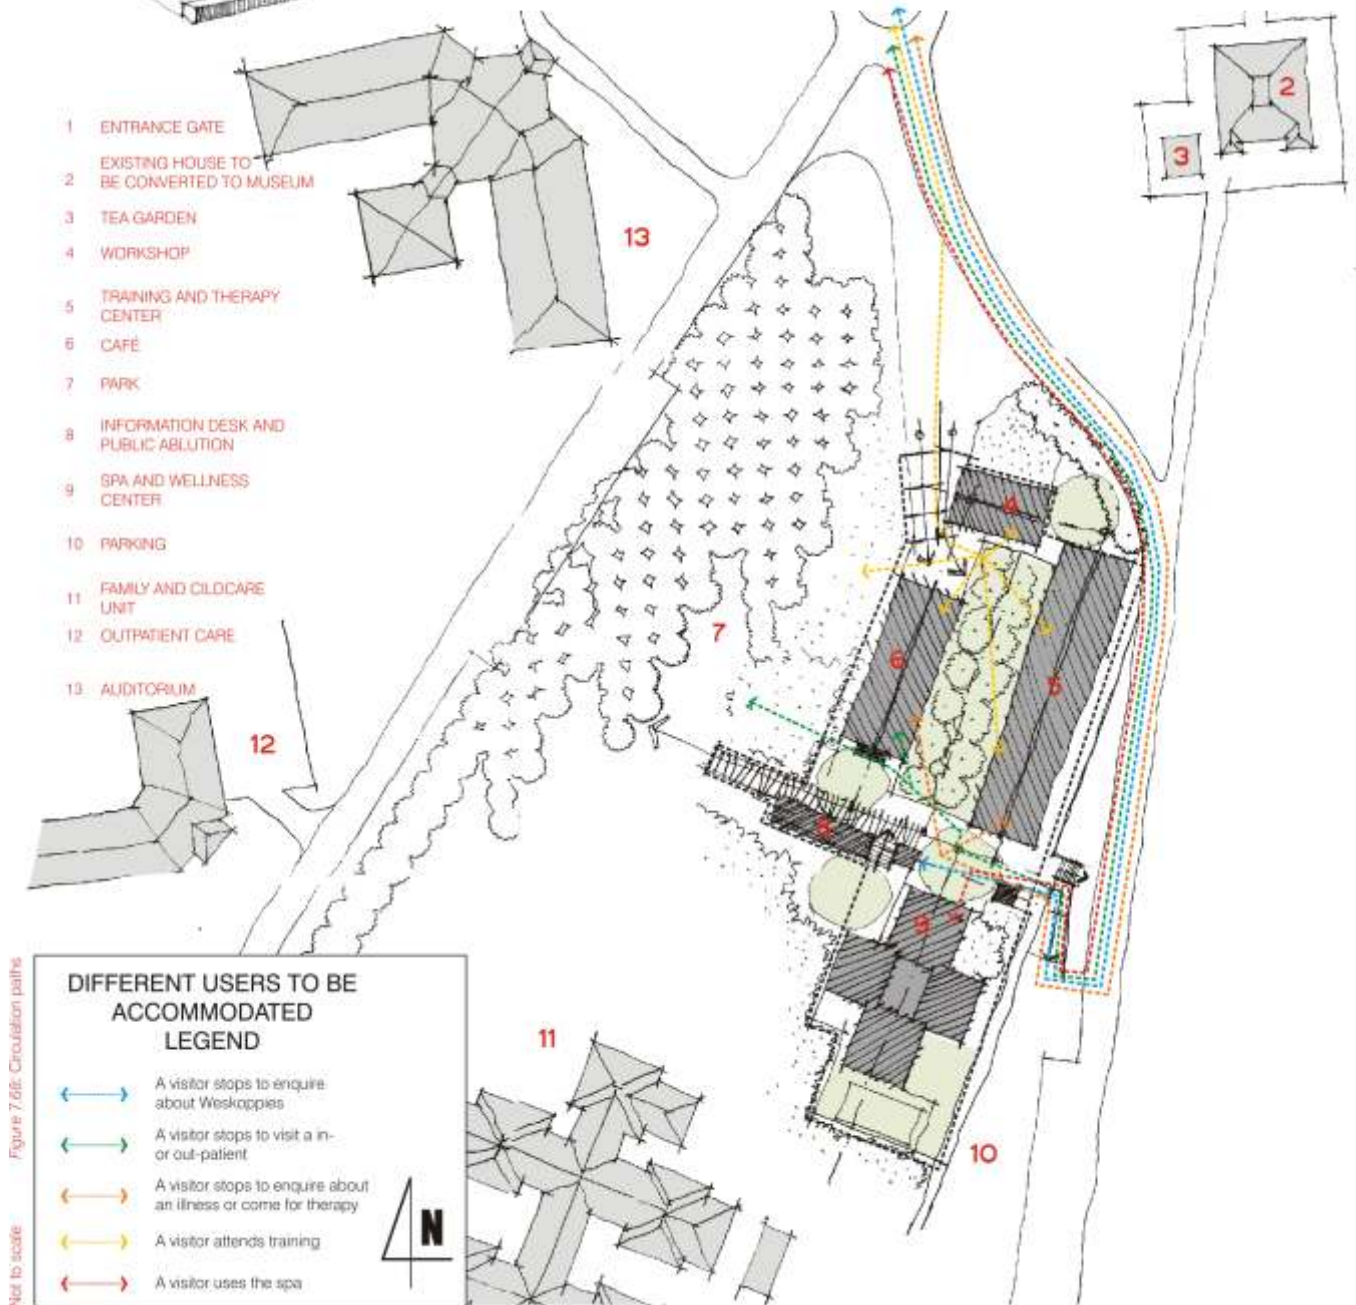 1 ENTRANCE GATE
EXISTING HOUSE TO
2 BE CONVERTED TO MUSEUM
3 TEA GARDEN
4 WORKSHOP
TRAINING AND THERAPY
5 CENTER
6 CAFÉ
7 PARK
INFORMATION DESK AND
8 PUBLIC ABLUTION
SPA AND WELLNESS
9 CENTER
10 PARKING
FAMILY AND CILDCARE
11 UNIT
12 OUTPATIENT CARE
13 AUDITORIUM
2
3
13
4
7
6
5
12
8
9
11
10
DIFFERENT USERS TO BE
ACCOMMODATED
LEGEND
A visitor stops to enquire
about Weskoppies
A visitor stops to visit a in-
or out-patient
A visitor stops to enquire about
an illness or come for therapy
A visitor attends training
A visitor uses the spa
N
Not to scale
Figure 7.68: Circulation paths